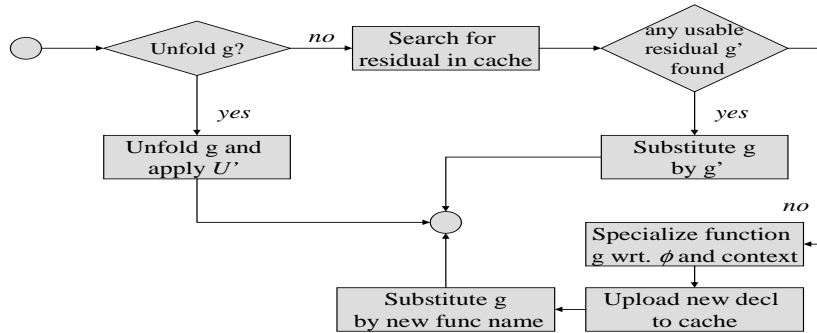 Unfold g?
no
Search for
residual in cache
any usable
residual g’
found
yes
yes
Unfold g and
apply U’
Substitute g
by g’
no
Specialize function
g wrt. ϕ and context
Substitute g
by new func name
Upload new decl
to cache